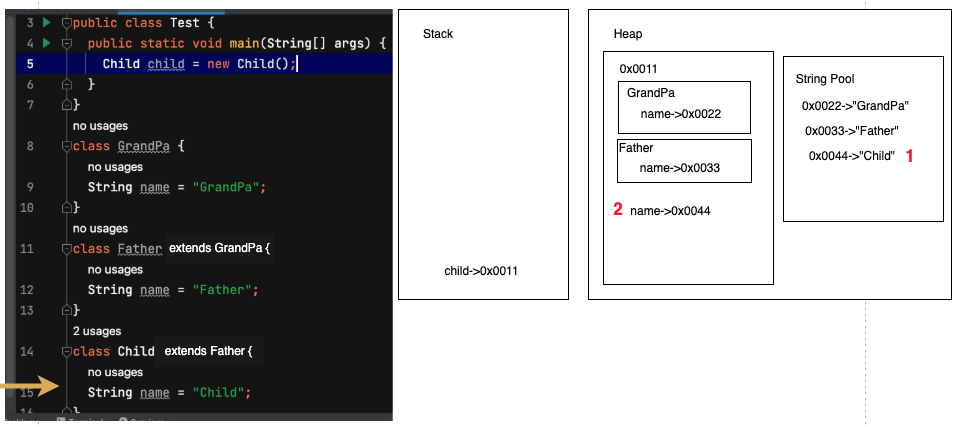 3 public class Test {
4 public static void main(String[] args) {
5 Child child = new Child();
6 }
7 }
no usages
8 class GrandPa {
no usages
9 String name = "GrandPa";
10 }
no usages
11 class Father extends GrandPa {
no usages
12 String name = "Father";
13 }
2 usages
14 class Child extends Father {
no usages
15 String name = "Child";
16 }
Terminal
Stack
child->0x0011
Heap
0x0011
GrandPa
name->0x0022
Father
name->0x0033
2 name->0x0044
String Pool
0x0022->"GrandPa"
0x0033->"Father"
0x0044->"Child" 1